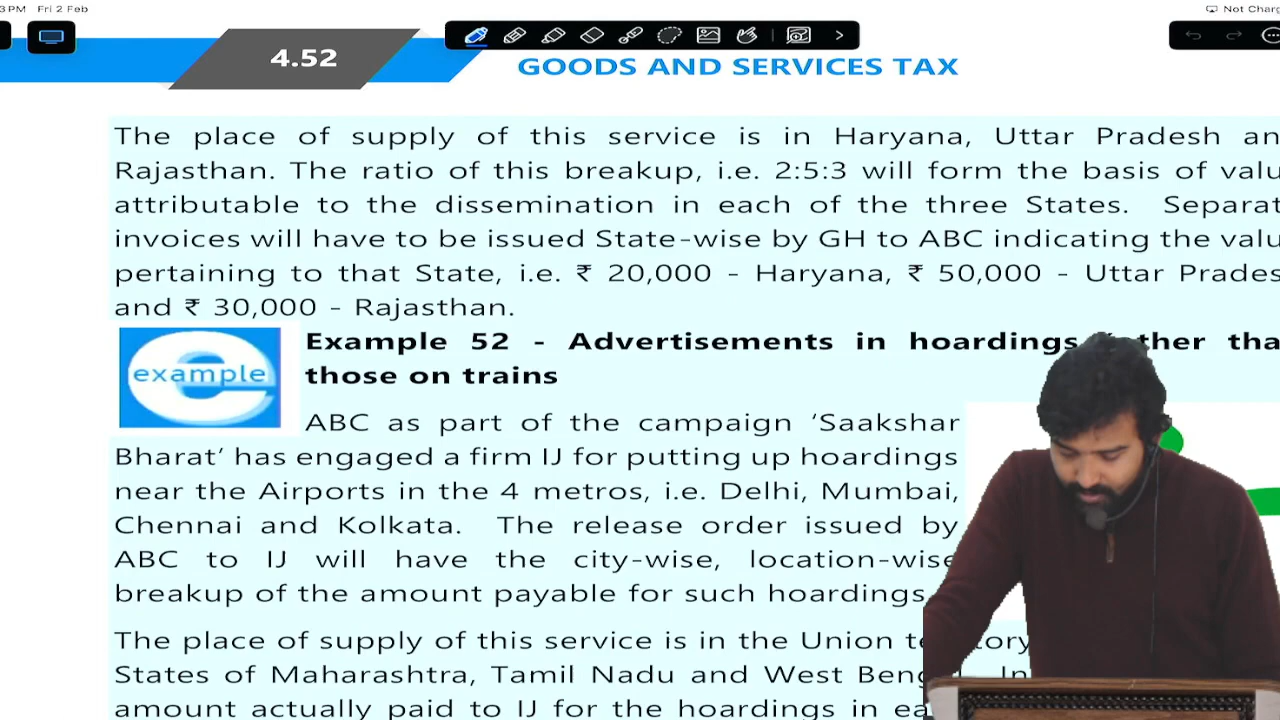 3 PM Fri 2 Feb
Not Charg
4.52
GOODS AND SERVICES TAX
The place of supply of this service is in Haryana, Uttar Pradesh an
Rajasthan. The ratio of this breakup, i.e. 2:5:3 will form the basis of valu
attributable to the dissemination in each of the three States. Separat
invoices will have to be issued State-wise by GH to ABC indicating the valu
pertaining to that State, i.e. ₹ 20,000 - Haryana, ₹ 50,000 - Uttar Prades
and ₹ 30,000 - Rajasthan.
example
Example 52 - Advertisements in hoardings ther tha
those on trains
ABC as part of the campaign ‘Saakshar
Bharat’ has engaged a firm IJ for putting up hoardings
near the Airports in the 4 metros, i.e. Delhi, Mumbai,
Chennai and Kolkata. The release order issued by
ABC to IJ will have the city-wise, location-wise
breakup of the amount payable for such hoardings
The place of supply of this service is in the Union
States of Maharashtra, Tamil Nadu and West
amount actually paid to IJ for the hoardings in